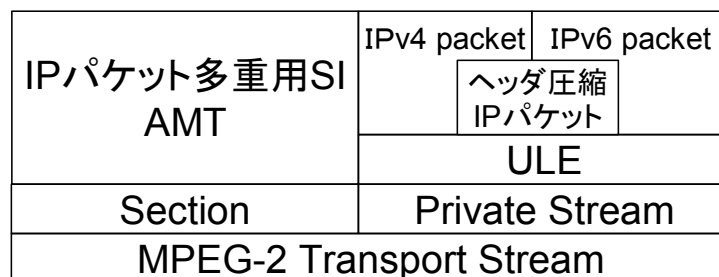 IPパケット多重用SI
AMT
IPv4 packet
IPv6 packet
ヘッダ圧縮
IPパケット
ULE
Section
Private Stream
MPEG-2 Transport Stream